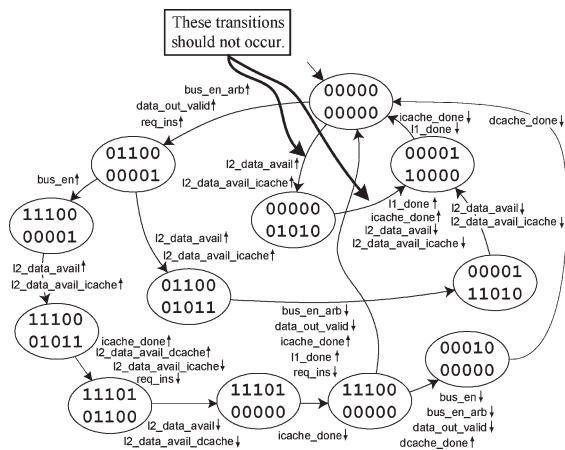 These transitions
should not occur.
bus_en_arb↑
data_out_valid↑
req_ins↑
00000
00000
icache_done↓
l1_done↓
dcache_done↓
01100
00001
l2_data_avail↑
l2_data_avail_icache↑
00001
10000
bus_en↑
00000
01010
l1_done↑
icache_done↑
l2_data_avail↓
l2_data_avail_icache↓
l2_data_avail↓
l2_data_avail_icache↓
11100
00001
l2_data_avail↑
l2_data_avail_icache↑
l2_data_avail↑
l2_data_avail_icache↑
01100
01011
00001
11010
11100
01011
bus_en_arb↓
data_out_valid↓
icache_done↑
l1_done↑
req_ins↓
icache_done↑
l2_data_avail_dcache↑
l2_data_avail_icache↓
req_ins↓
00010
00000
11101
01100
11101
00000
11100
00000
l2_data_avail↓
l2_data_avail_dcache↓
icache_done↓
bus_en↓
bus_en_arb↓
data_out_valid↓
dcache_done↑